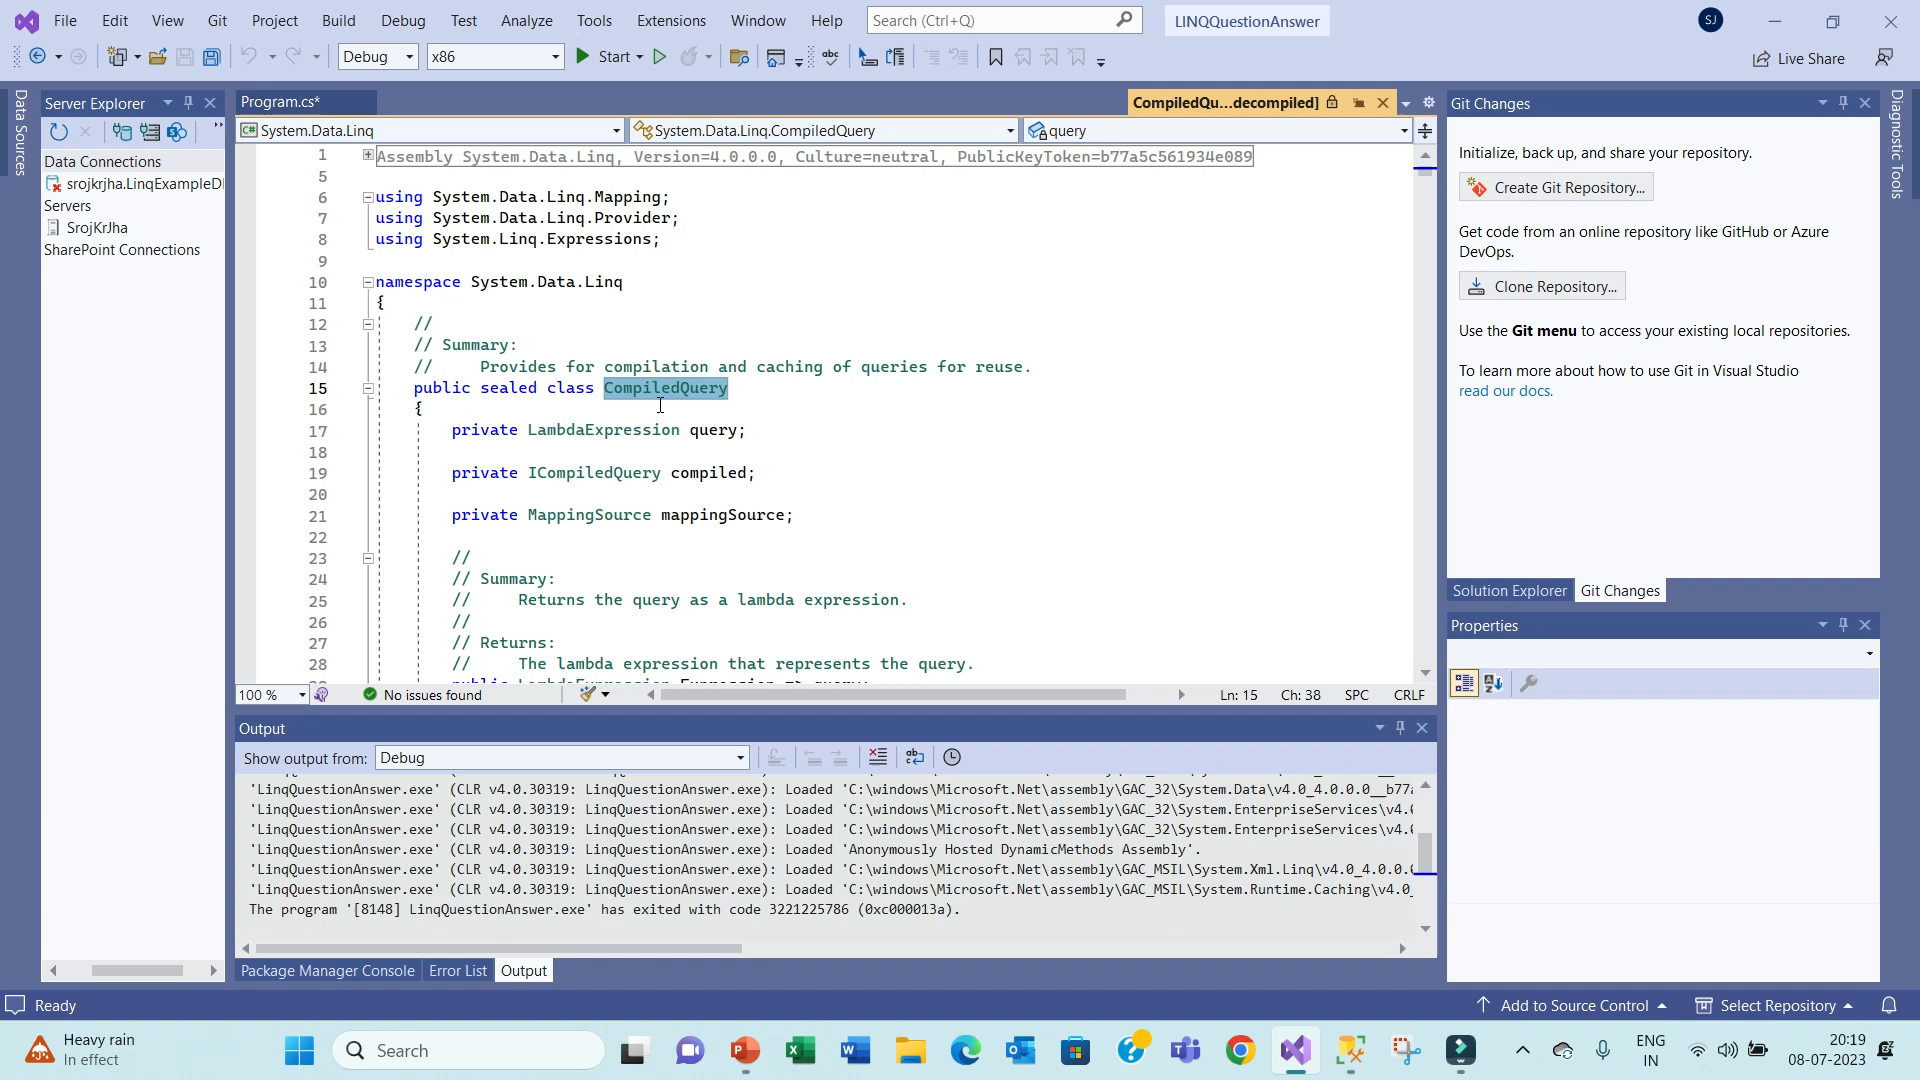 File Edit View Git Project Build Debug Test Analyze Tools Extensions Window Help Search (Ctrl+Q) LINQQuestionAnswer SJ
Debug x86 Start abc Live Share
Data Sources
Server Explorer
Data Connections
srojkrjha.LinqExampleDI
Servers
SrojKrJha
SharePoint Connections
Program.cs* CompiledQu...decompiled]
System.Data.Linq System.Data.Linq.CompiledQuery query
1 Assembly System.Data.Linq, Version=4.0.0.0, Culture=neutral, PublicKeyToken=b77a5c561934e089
5
6 using System.Data.Linq.Mapping;
7 using System.Data.Linq.Provider;
8 using System.Linq.Expressions;
9
10 namespace System.Data.Linq
11 {
12 //
13 // Summary:
14 // Provides for compilation and caching of queries for reuse.
15 public sealed class CompiledQuery
16 {
17 private LambdaExpression query;
18
19 private ICompiledQuery compiled;
20
21 private MappingSource mappingSource;
22
23 //
24 // Summary:
25 // Returns the query as a lambda expression.
26 //
27 // Returns:
28 // The lambda expression that represents the query.
100 % No issues found Ln: 15 Ch: 38 SPC CRLF
Output
Show output from: Debug
'LinqQuestionAnswer.exe' (CLR v4.0.30319: LinqQuestionAnswer.exe): Loaded 'C:\windows\Microsoft.Net\assembly\GAC_32\System.Data\v4.0_4.0.0.0__b77a
'LinqQuestionAnswer.exe' (CLR v4.0.30319: LinqQuestionAnswer.exe): Loaded 'C:\windows\Microsoft.Net\assembly\GAC_32\System.EnterpriseServices\v4.0
'LinqQuestionAnswer.exe' (CLR v4.0.30319: LinqQuestionAnswer.exe): Loaded 'C:\windows\Microsoft.Net\assembly\GAC_32\System.EnterpriseServices\v4.0
'LinqQuestionAnswer.exe' (CLR v4.0.30319: LinqQuestionAnswer.exe): Loaded 'Anonymously Hosted DynamicMethods Assembly'.
'LinqQuestionAnswer.exe' (CLR v4.0.30319: LinqQuestionAnswer.exe): Loaded 'C:\windows\Microsoft.Net\assembly\GAC_MSIL\System.Xml.Linq\v4.0_4.0.0.0
'LinqQuestionAnswer.exe' (CLR v4.0.30319: LinqQuestionAnswer.exe): Loaded 'C:\windows\Microsoft.Net\assembly\GAC_MSIL\System.Runtime.Caching\v4.0_
The program '[8148] LinqQuestionAnswer.exe' has exited with code 3221225786 (0xc000013a).
Package Manager Console Error List Output
Git Changes
Initialize, back up, and share your repository.
Create Git Repository...
Get code from an online repository like GitHub or Azure
DevOps.
Clone Repository...
Use the Git menu to access your existing local repositories.
To learn more about how to use Git in Visual Studio
read our docs.
Solution Explorer Git Changes
Properties
Diagnostic Tools
Ready Add to Source Control Select Repository
Heavy rain
In effect
Search
ENG
IN
20:19
08-07-2023